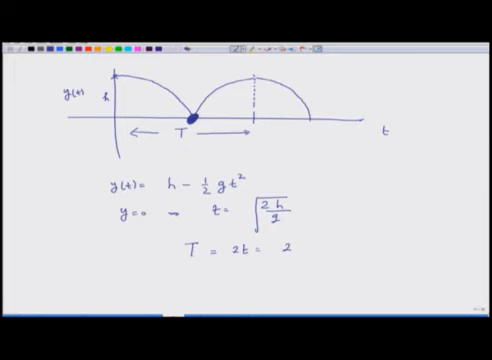 y(t)
h
T
t
y(t) = h - 1/2 g t²
y=0 ⇝ t = √(2h/g)
T = 2t = 2